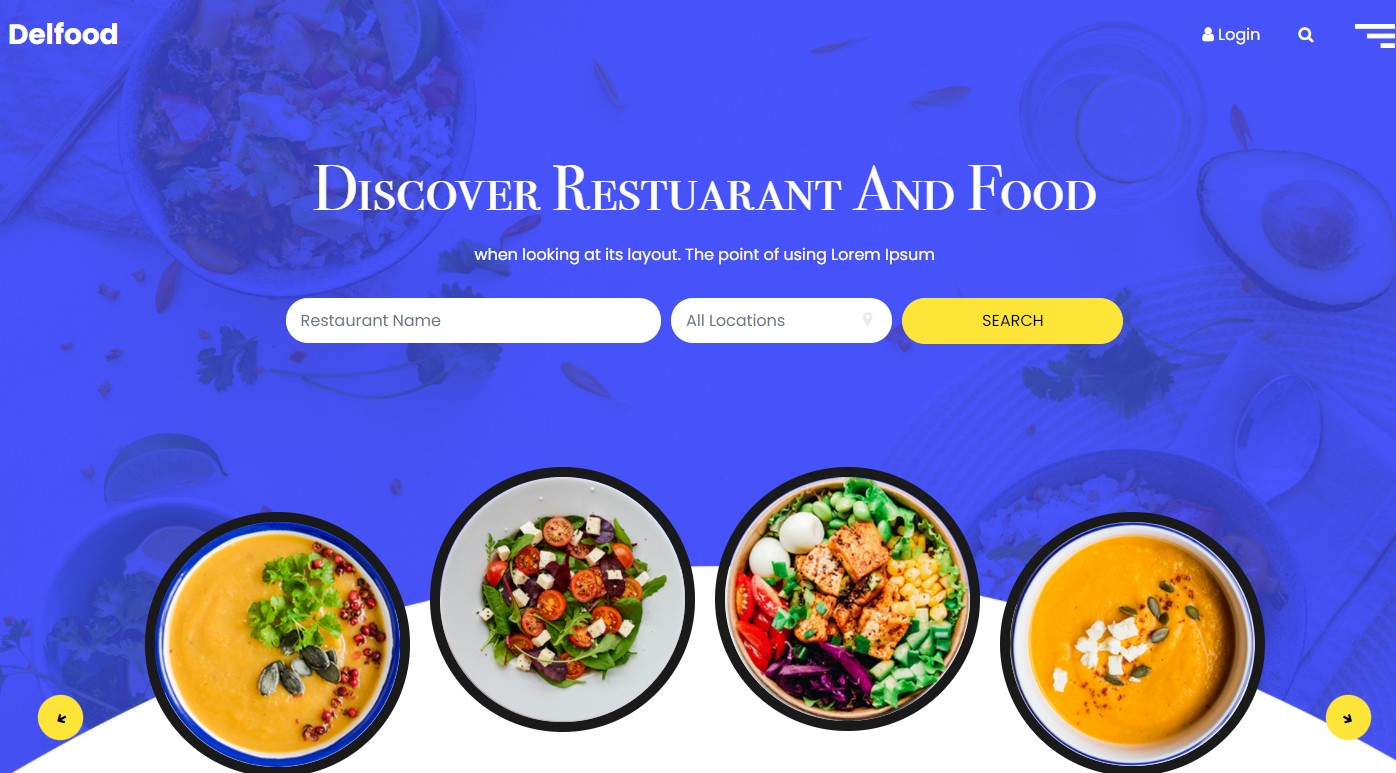 Delfood
Login
Discover Restuarant And Food
when looking at its layout. The point of using Lorem Ipsum
Restaurant Name
All Locations
SEARCH